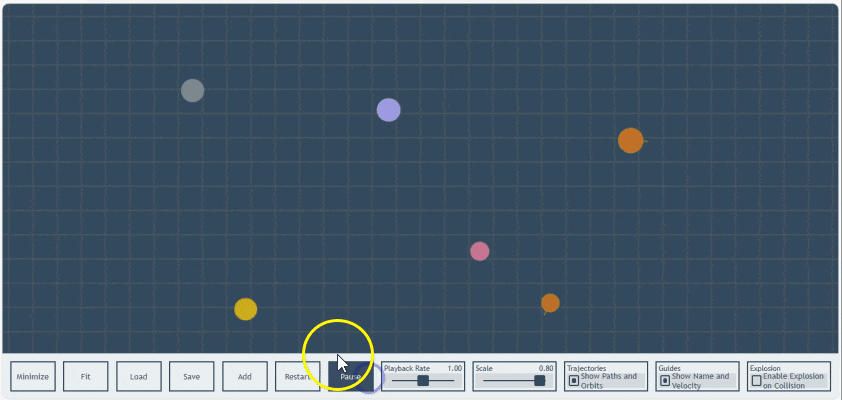 Minimize
Fit
Load
Save
Add
Restart
Pause
Playback Rate 1.00
Scale 0.80
Trajectories
Show Paths and
Orbits
Guides
Show Name and
Velocity
Explosion
Enable Explosion
on Collision